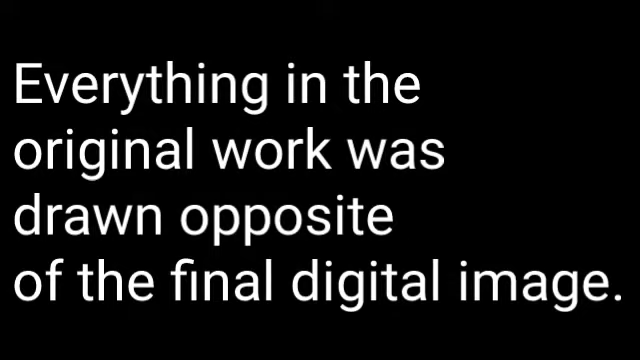 Everything in the
original work was
drawn opposite
of the final digital image.